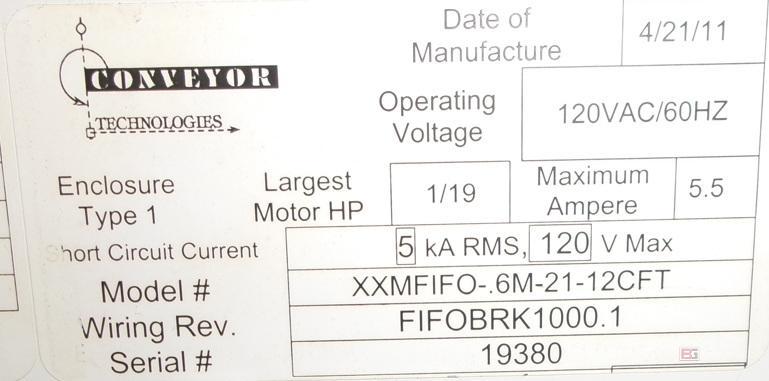 Date of
Manufacture
4/21/11
CONVEYOR
TECHNOLOGIES
Operating
Voltage
120VAC/60HZ
Enclosure
Type 1
Largest
Motor HP
1/19
Maximum
Ampere
5.5
Short Circuit Current
5 kA RMS, 120 V Max
Model #
XXMFIFO-.6M-21-12CFT
Wiring Rev.
FIFOBRK1000.1
Serial #
19380